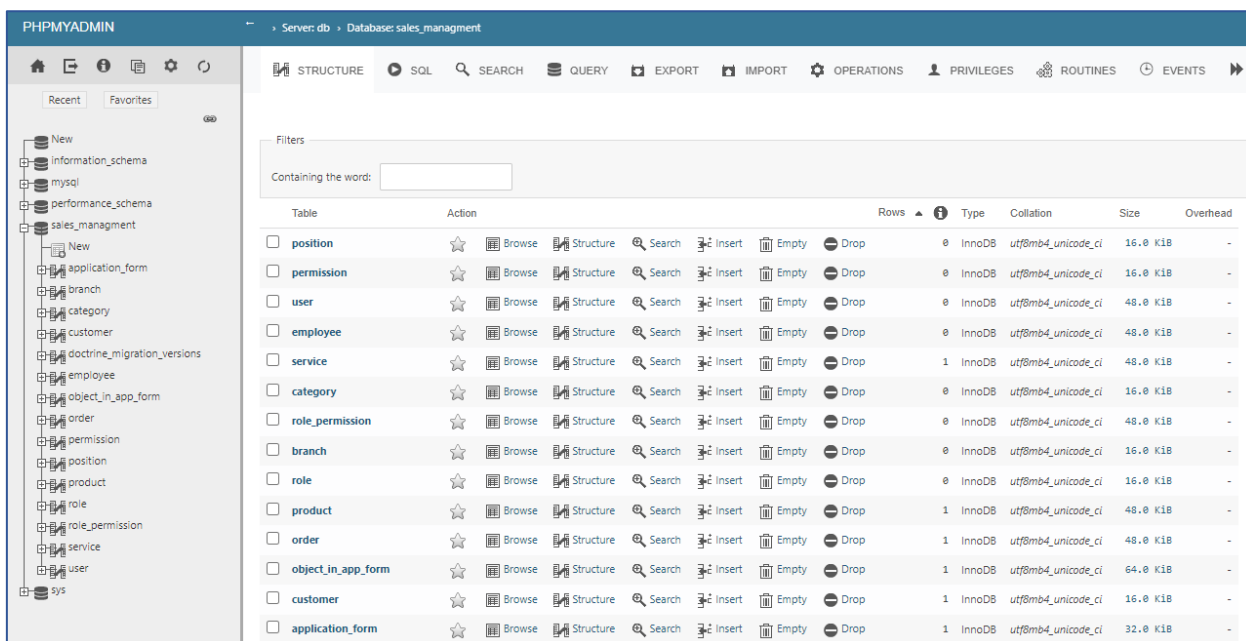 PHPMYADMIN
← › Server: db › Database: sales_managment
Recent Favorites
New
information_schema
mysql
performance_schema
sales_managment
New
application_form
branch
category
customer
doctrine_migration_versions
employee
object_in_app_form
order
permission
position
product
role
role_permission
service
user
sys
STRUCTURE SQL SEARCH QUERY EXPORT IMPORT OPERATIONS PRIVILEGES ROUTINES EVENTS
Filters
Containing the word:
Table Action Rows Type Collation Size Overhead
position Browse Structure Search Insert Empty Drop 0 InnoDB utf8mb4_unicode_ci 16.0 KiB -
permission Browse Structure Search Insert Empty Drop 0 InnoDB utf8mb4_unicode_ci 16.0 KiB -
user Browse Structure Search Insert Empty Drop 0 InnoDB utf8mb4_unicode_ci 48.0 KiB -
employee Browse Structure Search Insert Empty Drop 0 InnoDB utf8mb4_unicode_ci 48.0 KiB -
service Browse Structure Search Insert Empty Drop 1 InnoDB utf8mb4_unicode_ci 48.0 KiB -
category Browse Structure Search Insert Empty Drop 0 InnoDB utf8mb4_unicode_ci 16.0 KiB -
role_permission Browse Structure Search Insert Empty Drop 0 InnoDB utf8mb4_unicode_ci 48.0 KiB -
branch Browse Structure Search Insert Empty Drop 0 InnoDB utf8mb4_unicode_ci 16.0 KiB -
role Browse Structure Search Insert Empty Drop 0 InnoDB utf8mb4_unicode_ci 16.0 KiB -
product Browse Structure Search Insert Empty Drop 1 InnoDB utf8mb4_unicode_ci 48.0 KiB -
order Browse Structure Search Insert Empty Drop 1 InnoDB utf8mb4_unicode_ci 48.0 KiB -
object_in_app_form Browse Structure Search Insert Empty Drop 1 InnoDB utf8mb4_unicode_ci 64.0 KiB -
customer Browse Structure Search Insert Empty Drop 1 InnoDB utf8mb4_unicode_ci 16.0 KiB -
application_form Browse Structure Search Insert Empty Drop 1 InnoDB utf8mb4_unicode_ci 32.0 KiB -